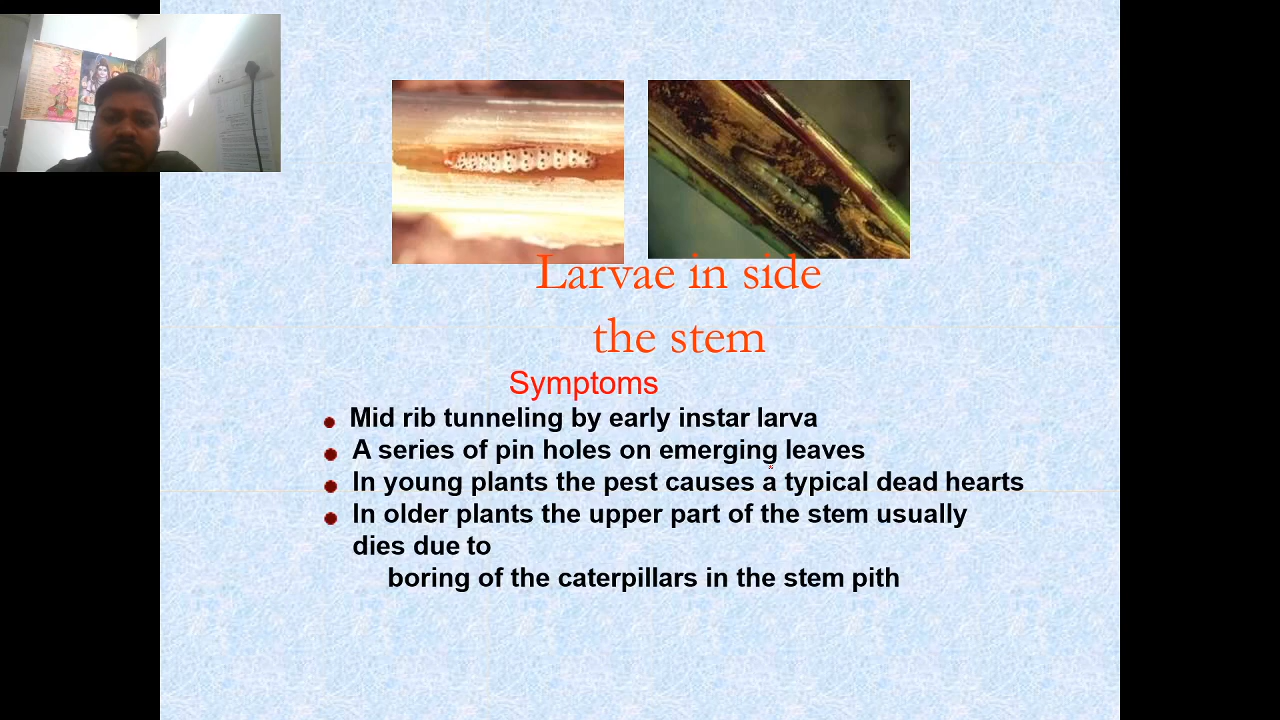 Larvae in side
the stem
Symptoms
Mid rib tunneling by early instar larva
A series of pin holes on emerging leaves
In young plants the pest causes a typical dead hearts
In older plants the upper part of the stem usually
dies due to
boring of the caterpillars in the stem pith